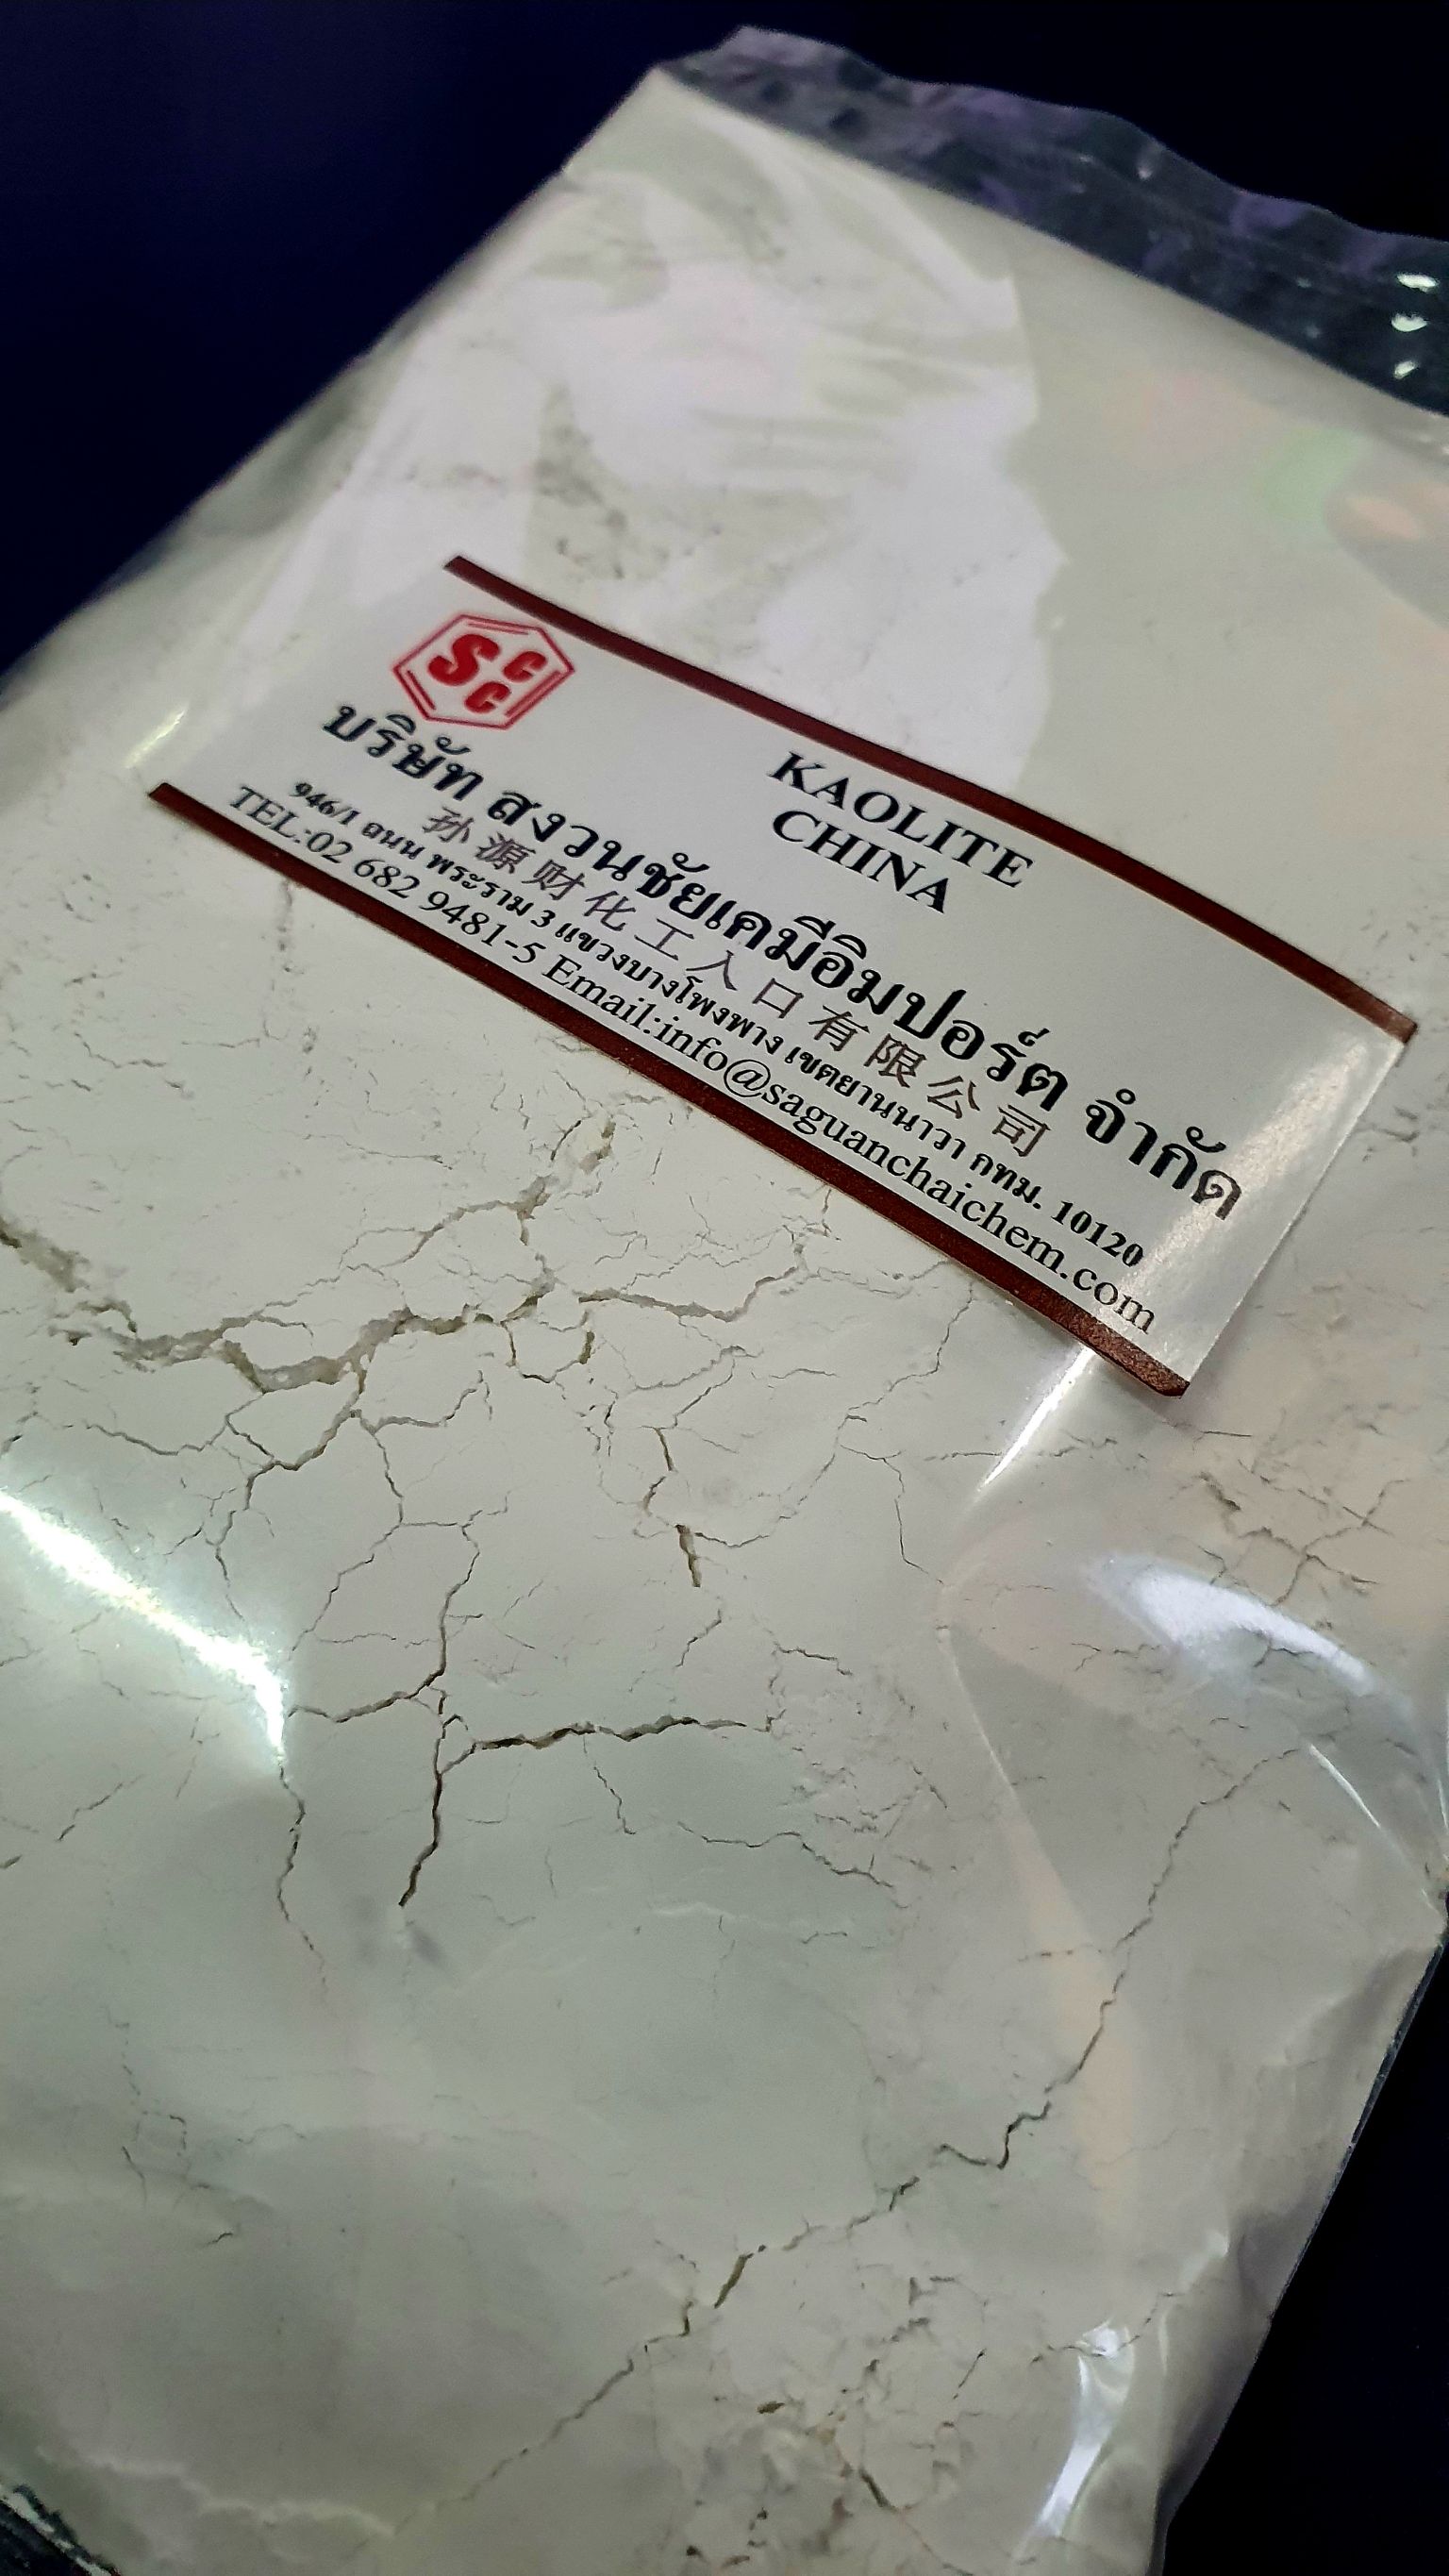 SCC
KAOLITE
CHINA
บริษัท สงวนชัยเคมีอิมปอร์ต จำกัด
孙源财化工入口有限公司
946/1 ถนน พระราม 3 แขวงบางโพงพาง เขตยานนาวา กทม. 10120
TEL:02 682 9481-5 Email:info@saguanchaichem.com